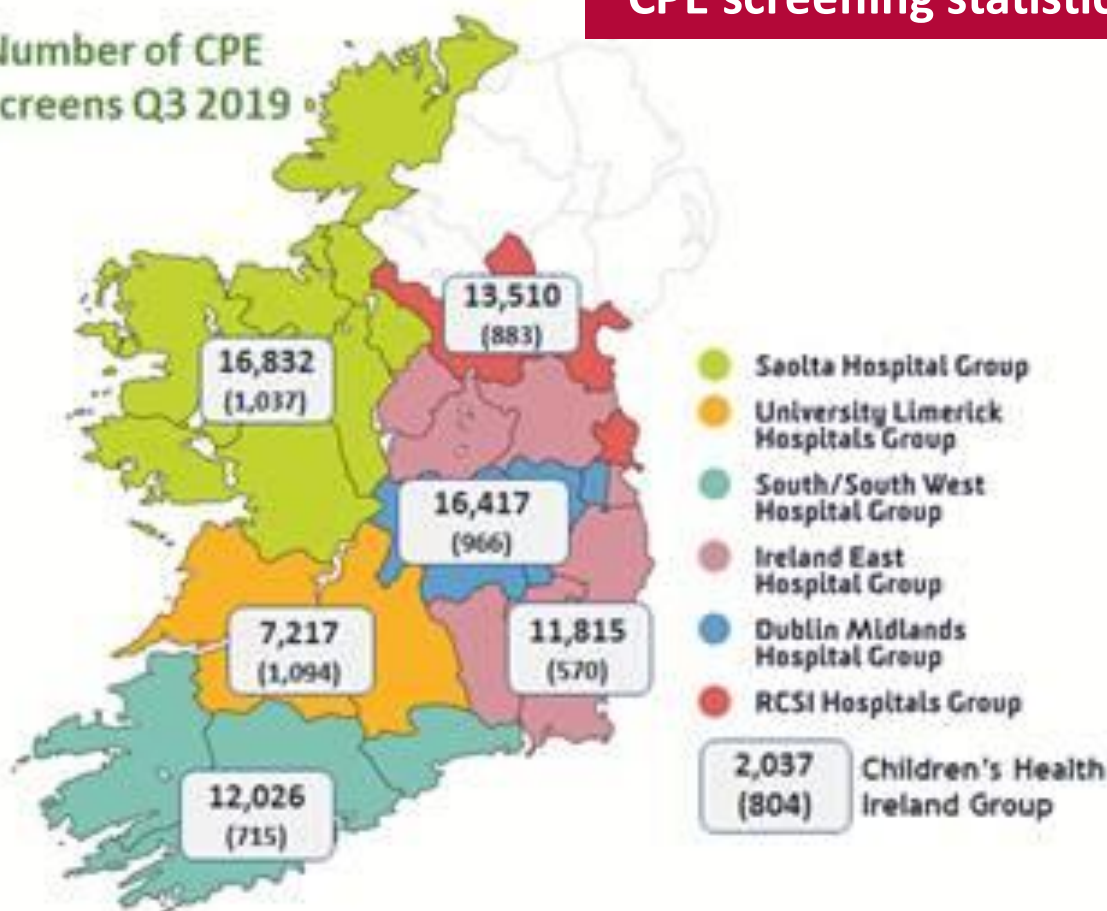 CPE screening statistic
Number of CPE
creens Q3 2019
13,510
(883)
16,832
(1,037)
16,417
(966)
7,217
(1,094)
11,815
(570)
12,026
(715)
Saolta Hospital Group
University Limerick
Hospitals Group
South/South West
Hospital Group
Ireland East
Hospital Group
Dublin Midlands
Hospital Group
RCSI Hospitals Group
2,037
(804)
Children's Health
Ireland Group